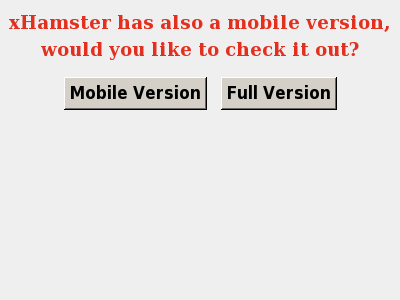 xHamster has also a mobile version,
would you like to check it out?
Mobile Version Full Version